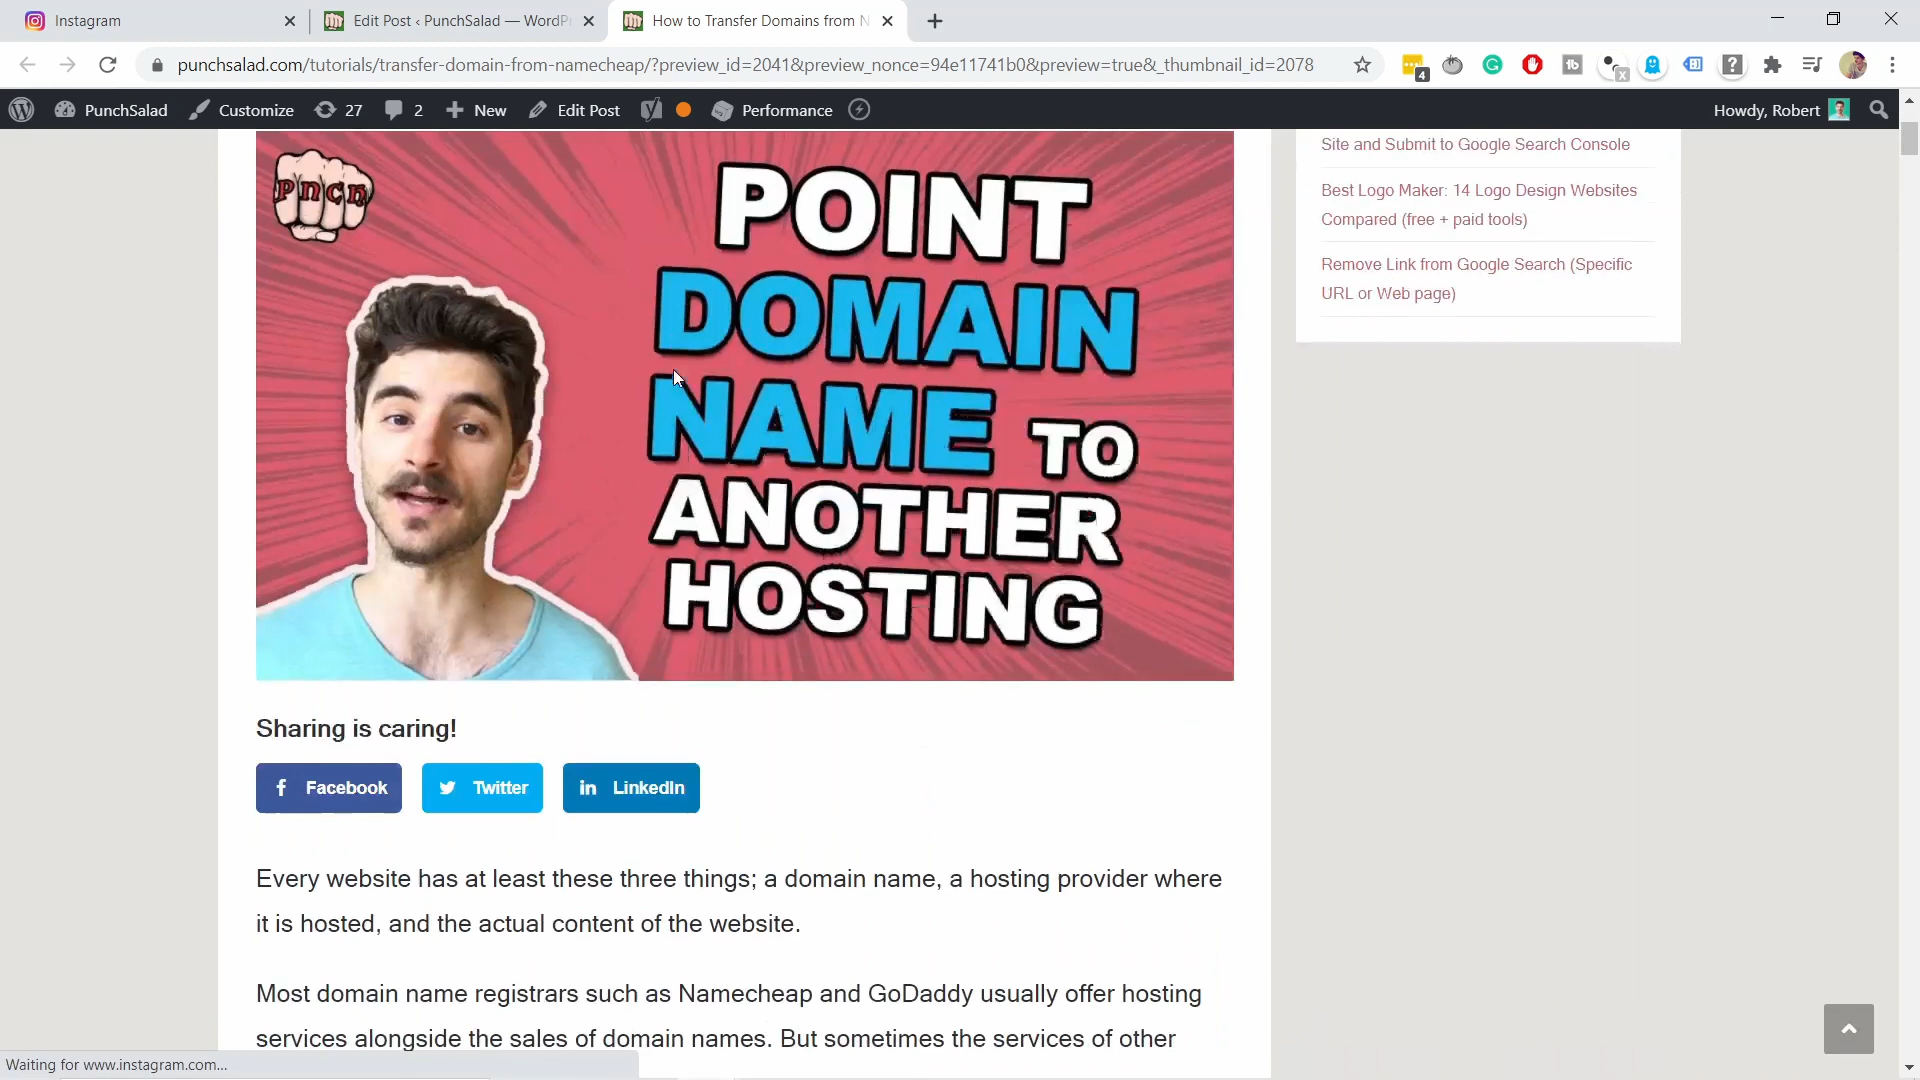 Instagram
Edit Post ‹ PunchSalad — WordPr
How to Transfer Domains from N
punchsalad.com/tutorials/transfer-domain-from-namecheap/?preview_id=2041&preview_nonce=94e11741b0&preview=true&_thumbnail_id=2078
4
tb
x
PunchSalad
Customize
27
2
New
Edit Post
Performance
Howdy, Robert
PnCH
POINT
DOMAIN
NAME TO
ANOTHER
HOSTING
Site and Submit to Google Search Console
Best Logo Maker: 14 Logo Design Websites
Compared (free + paid tools)
Remove Link from Google Search (Specific
URL or Web page)
Sharing is caring!
Facebook
Twitter
LinkedIn
Every website has at least these three things; a domain name, a hosting provider where
it is hosted, and the actual content of the website.
Most domain name registrars such as Namecheap and GoDaddy usually offer hosting
services alongside the sales of domain names. But sometimes the services of other
Waiting for www.instagram.com...